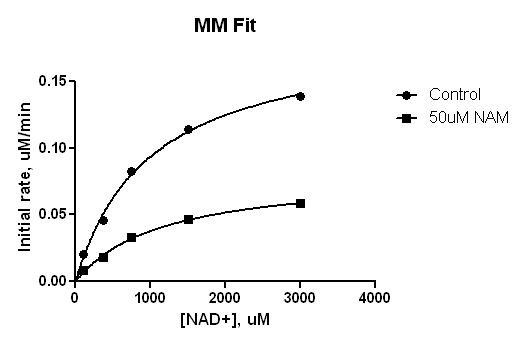 MM Fit
Initial rate, uM/min
0.15
0.10
0.05
0.00
0
1000
2000
3000
4000
[NAD+], uM
Control
50uM NAM